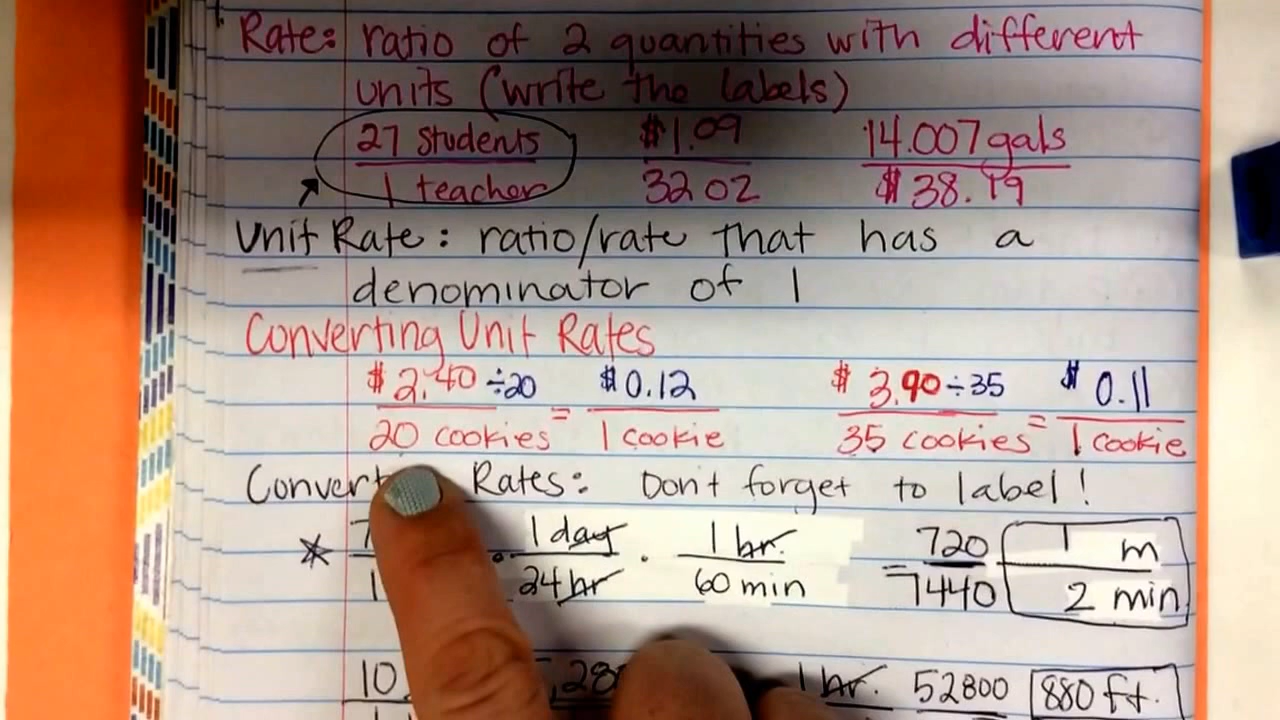 Rate: ratio of 2 quantities with different
units (write the labels)
27 students $1.09 14.007 gals
1 teacher 32 oz $38.19
Unit Rate: ratio/rate that has a
denominator of 1
Converting Unit Rates
$2.40 ÷20 = $0.12 $3.90 ÷35 = $0.11
20 cookies 1 cookie 35 cookies 1 cookie
Rates: Don't forget to label!
* 7 · 1 day · 1 hr. = 720 1 m
1 24 hr 60 min 1440 2 min
10 1 hr. 52800 880 ft.